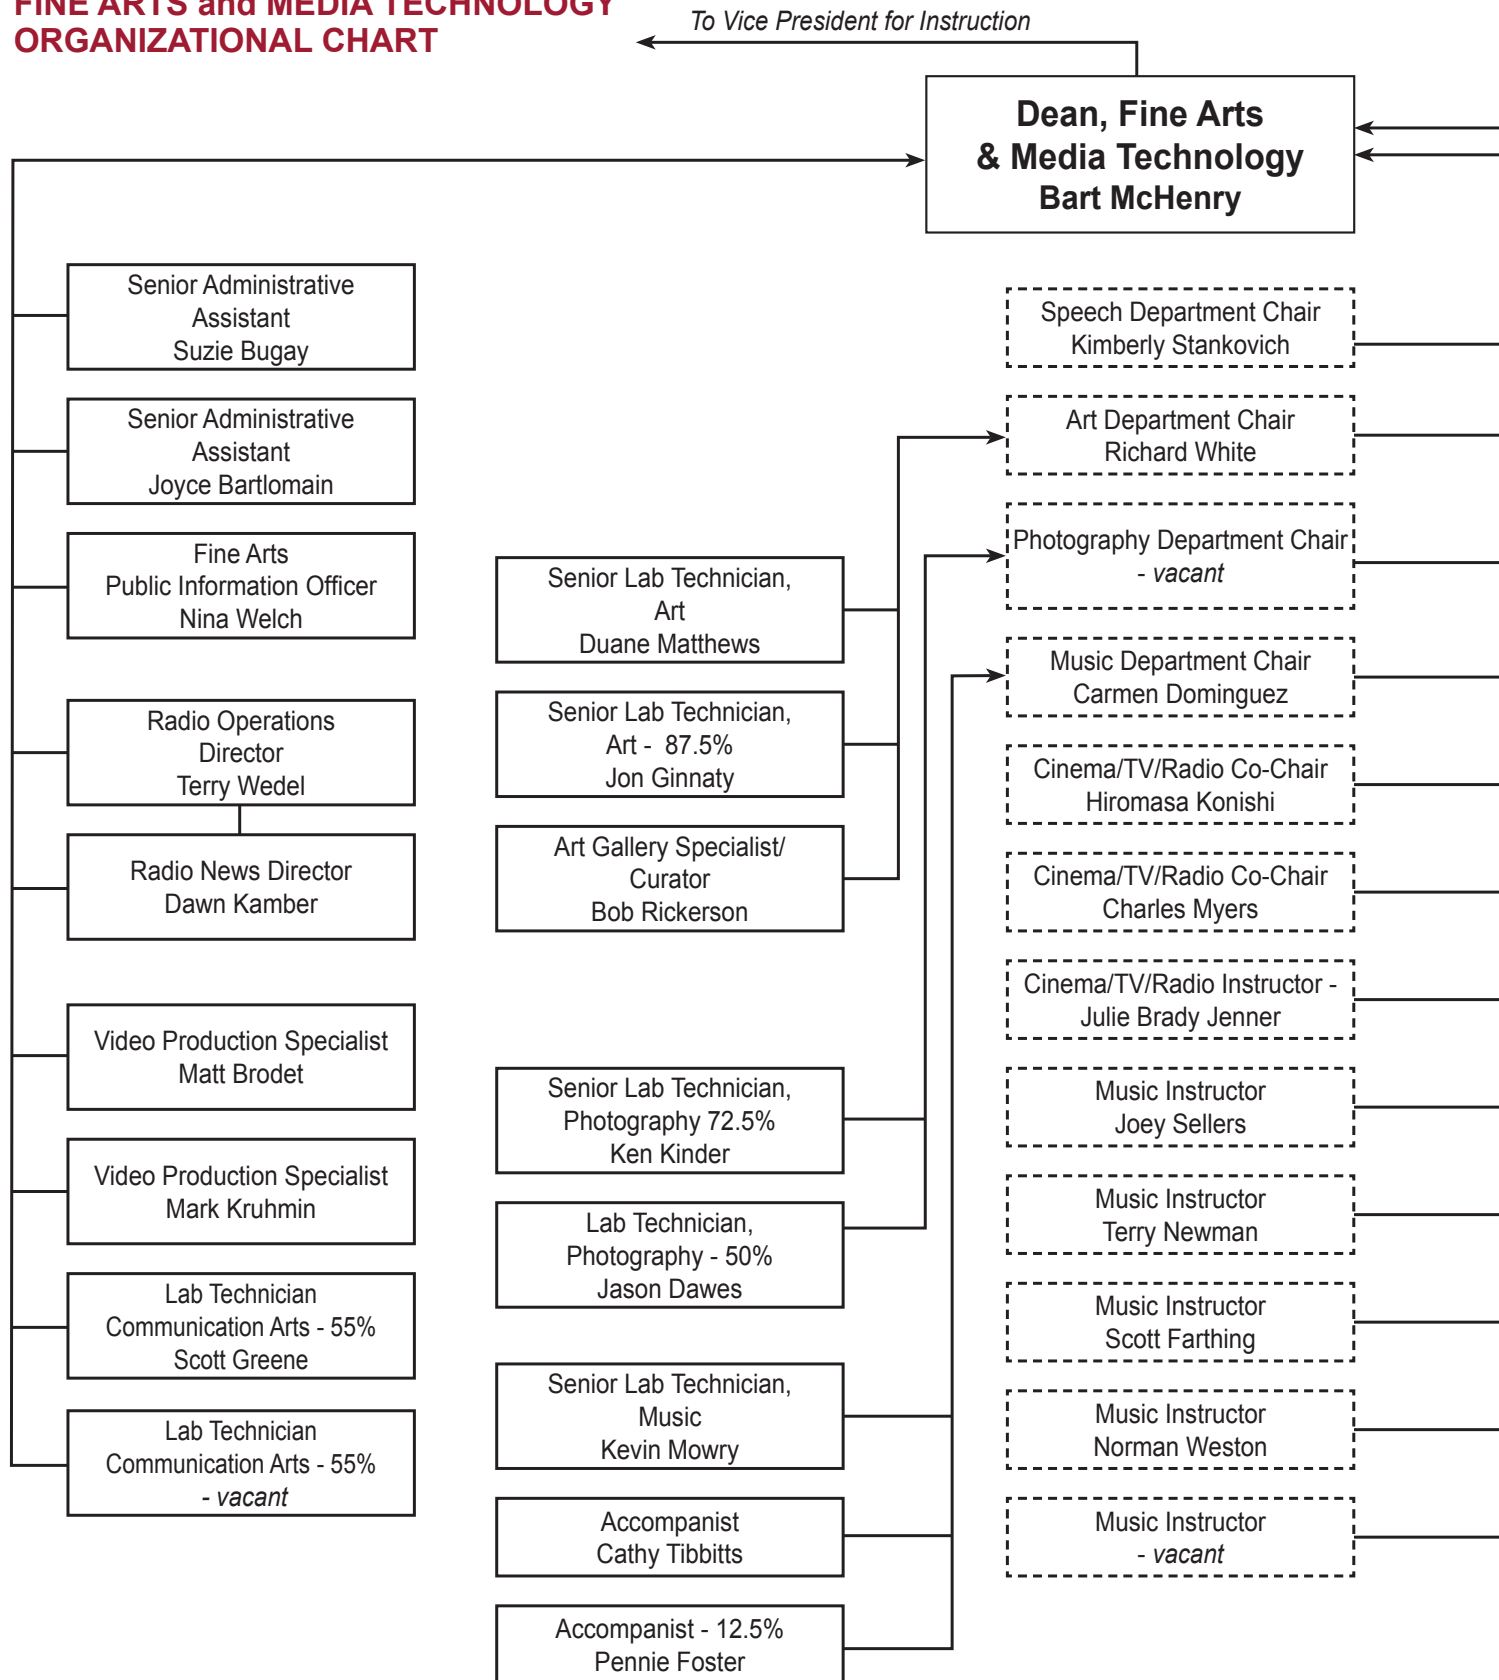 FINE ARTS and MEDIA TECHNOLOGY
ORGANIZATIONAL CHART
To Vice President for Instruction
Dean, Fine Arts
& Media Technology
Bart McHenry
Senior Administrative
Assistant
Suzie Bugay
Senior Administrative
Assistant
Joyce Bartlomain
Fine Arts
Public Information Officer
Nina Welch
Radio Operations
Director
Terry Wedel
Radio News Director
Dawn Kamber
Video Production Specialist
Matt Brodet
Video Production Specialist
Mark Kruhmin
Lab Technician
Communication Arts - 55%
Scott Greene
Lab Technician
Communication Arts - 55%
- vacant
Senior Lab Technician,
Art
Duane Matthews
Senior Lab Technician,
Art - 87.5%
Jon Ginnaty
Art Gallery Specialist/
Curator
Bob Rickerson
Senior Lab Technician,
Photography 72.5%
Ken Kinder
Lab Technician,
Photography - 50%
Jason Dawes
Senior Lab Technician,
Music
Kevin Mowry
Accompanist
Cathy Tibbitts
Accompanist - 12.5%
Pennie Foster
Speech Department Chair
Kimberly Stankovich
Art Department Chair
Richard White
Photography Department Chair
- vacant
Music Department Chair
Carmen Dominguez
Cinema/TV/Radio Co-Chair
Hiromasa Konishi
Cinema/TV/Radio Co-Chair
Charles Myers
Cinema/TV/Radio Instructor -
Julie Brady Jenner
Music Instructor
Joey Sellers
Music Instructor
Terry Newman
Music Instructor
Scott Farthing
Music Instructor
Norman Weston
Music Instructor
- vacant